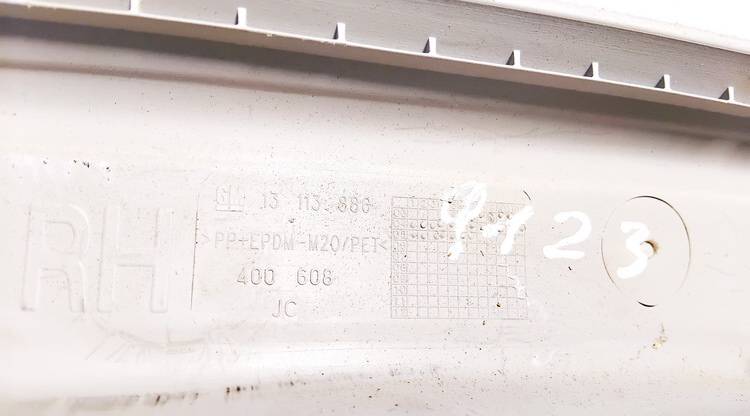 RH
GM 13 113 886
>PP+EPDM-M20/PET<
400 608
JC
9-123